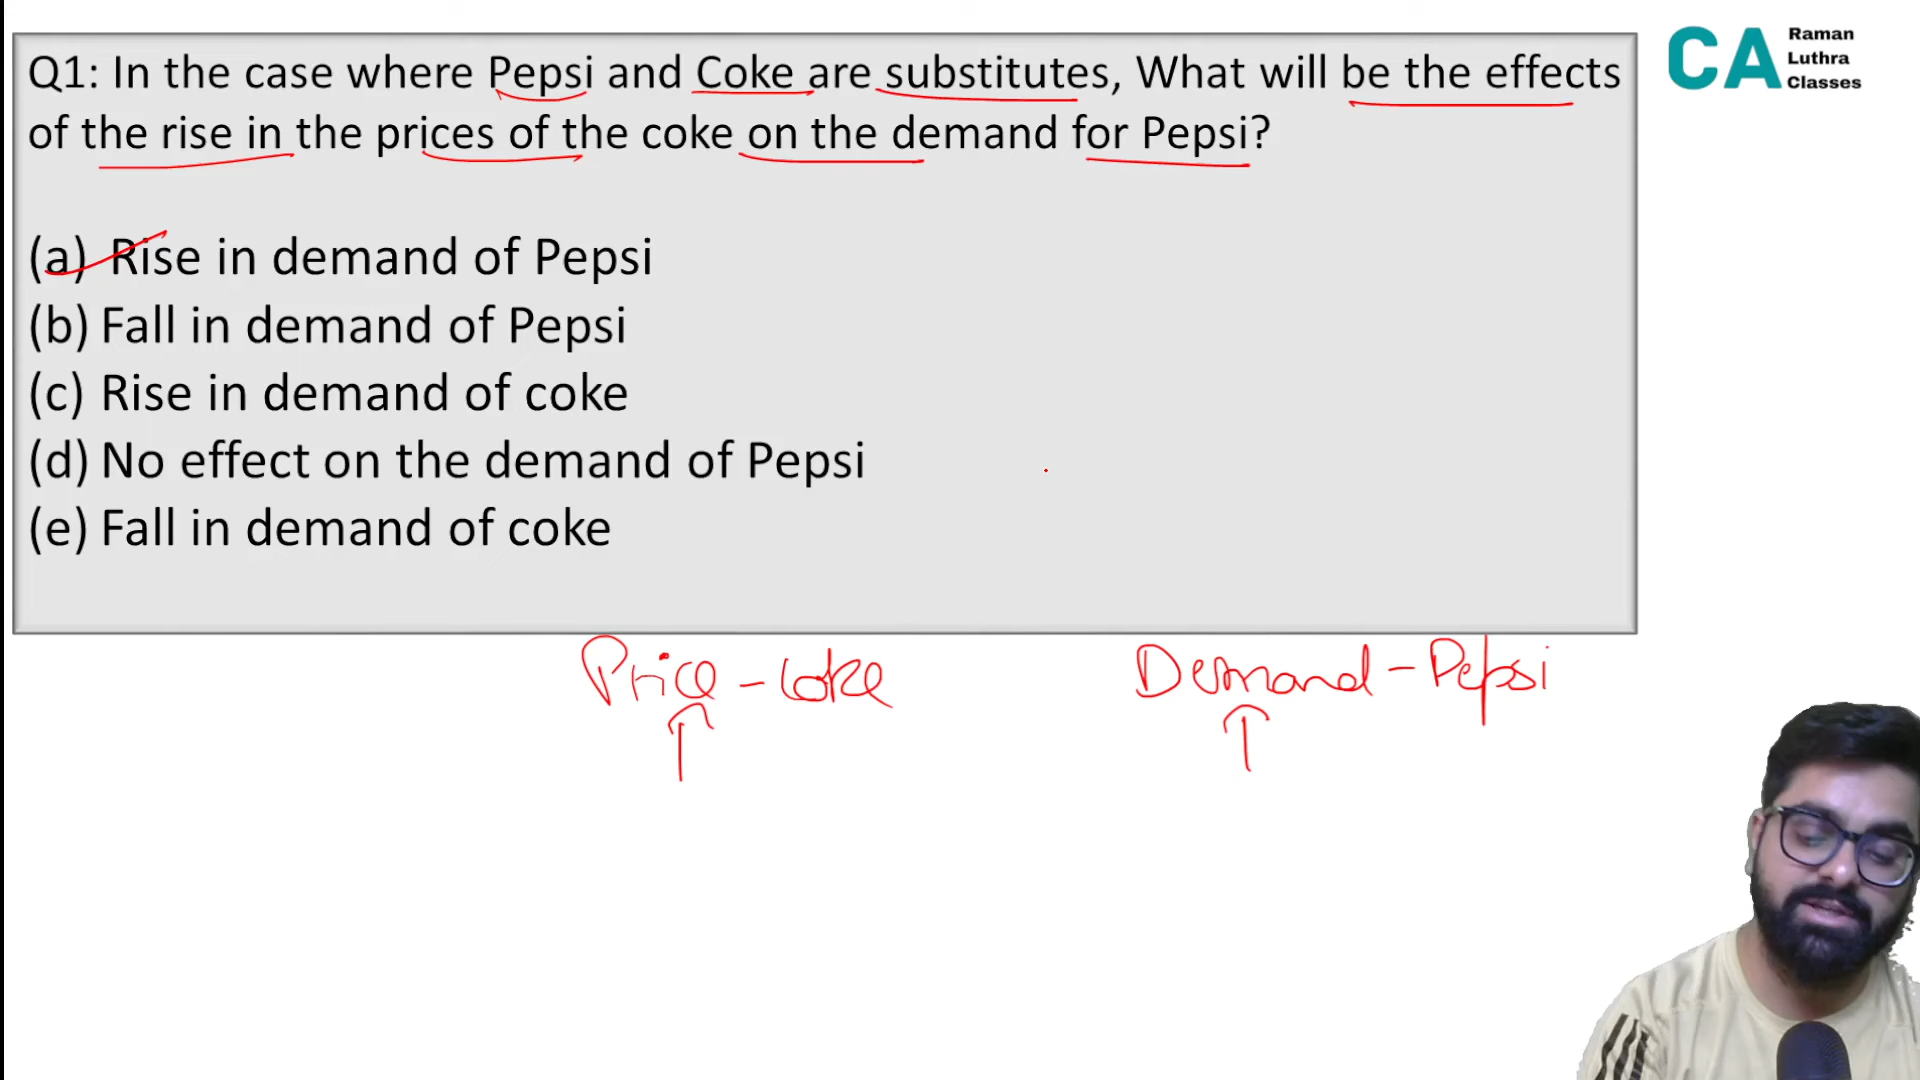 Q1: In the case where Pepsi and Coke are substitutes, What will be the effects
of the rise in the prices of the coke on the demand for Pepsi?
(a) Rise in demand of Pepsi
(b) Fall in demand of Pepsi
(c) Rise in demand of coke
(d) No effect on the demand of Pepsi
(e) Fall in demand of coke
CA Raman
Luthra
Classes
Price - Coke
Demand - Pepsi